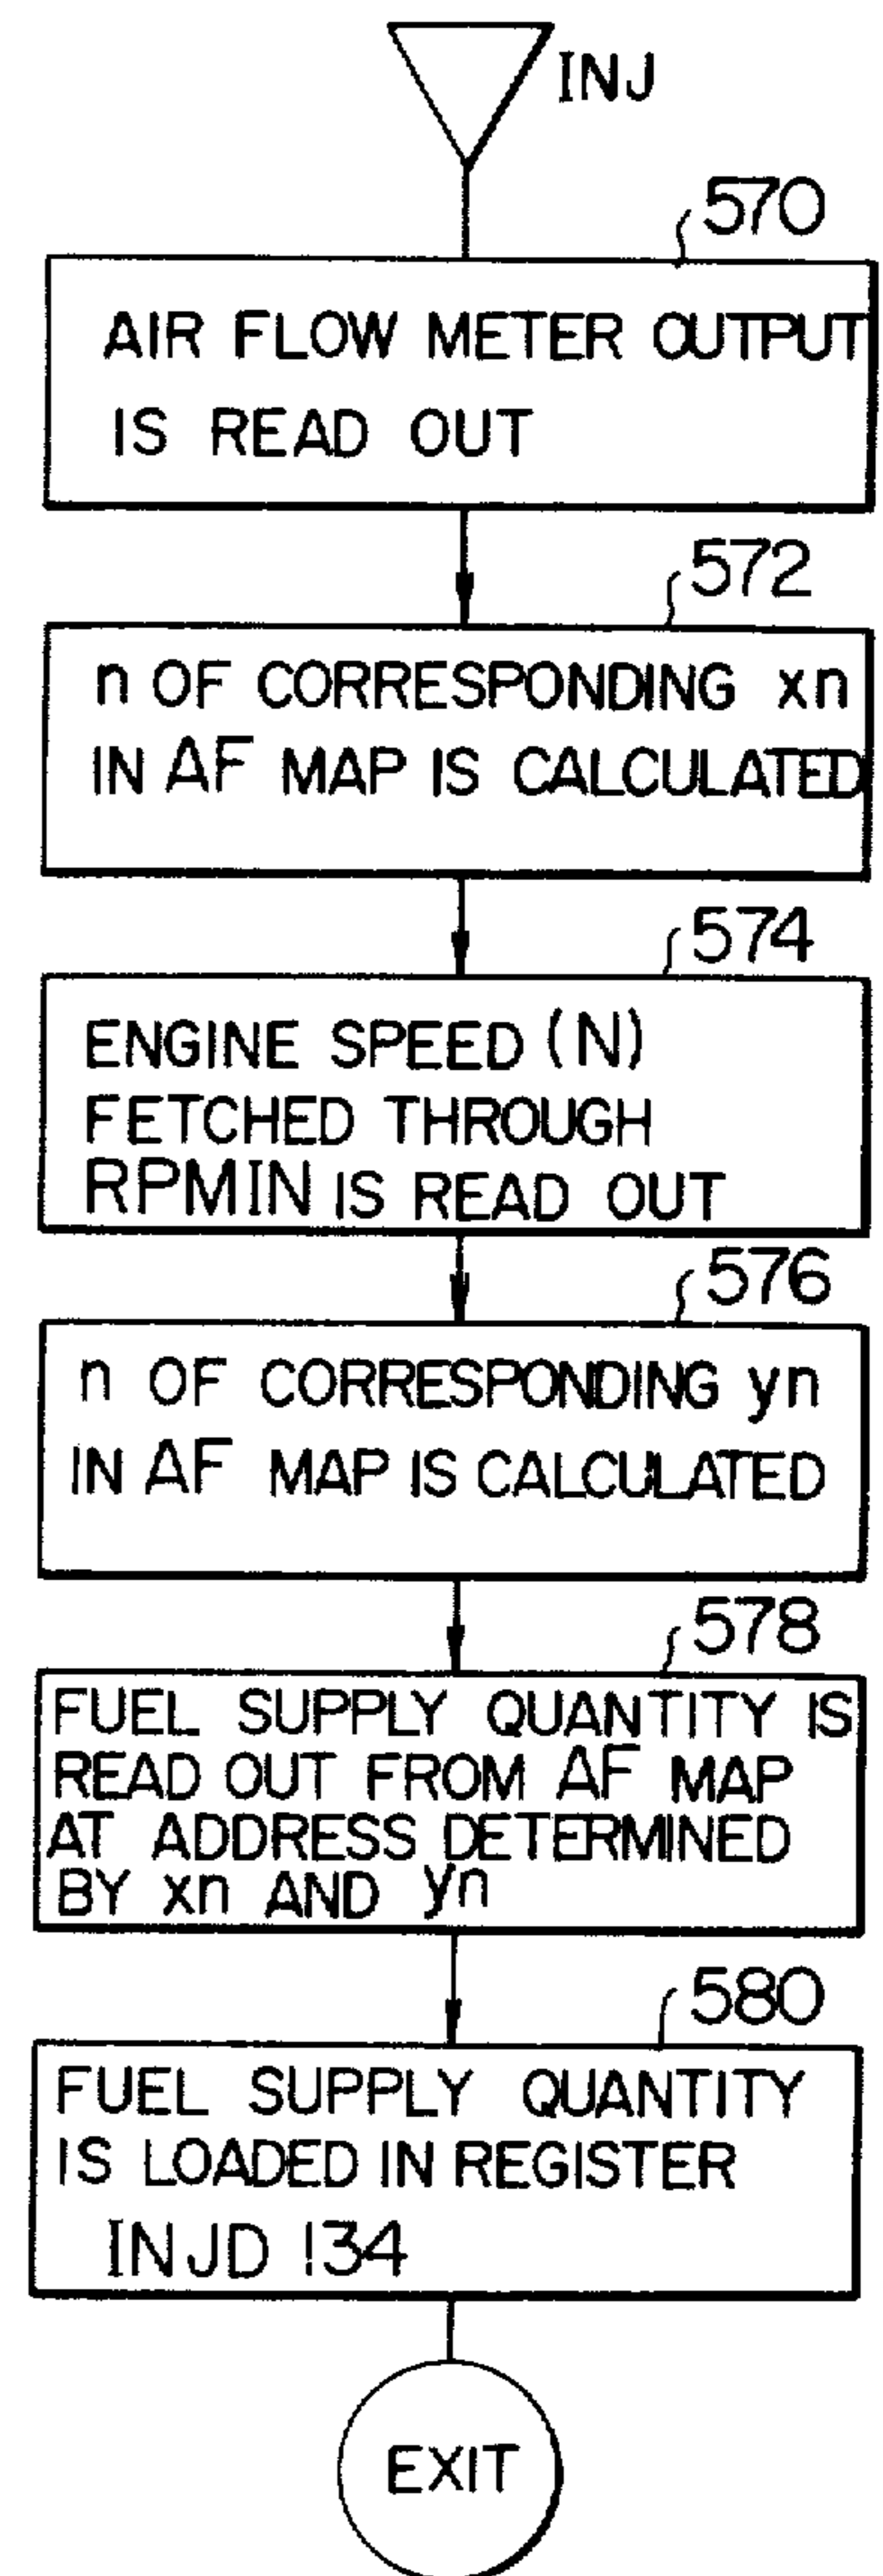 INJ
570
AIR FLOW METER OUTPUT
IS READ OUT
572
n OF CORRESPONDING xn
IN AF MAP IS CALCULATED
574
ENGINE SPEED (N)
FETCHED THROUGH
RPMIN IS READ OUT
576
n OF CORRESPONDING yn
IN AF MAP IS CALCULATED
578
FUEL SUPPLY QUANTITY IS
READ OUT FROM AF MAP
AT ADDRESS DETERMINED
BY xn AND yn
580
FUEL SUPPLY QUANTITY
IS LOADED IN REGISTER
INJD 134
EXIT